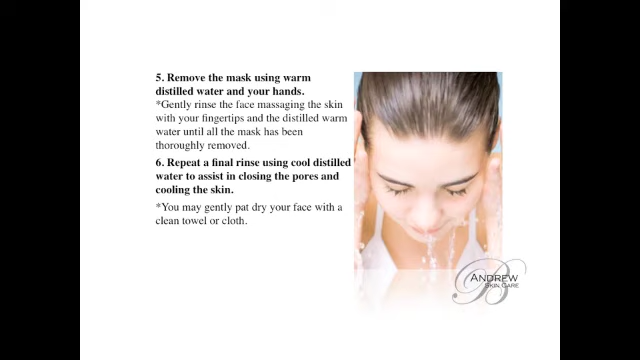 5. Remove the mask using warm
distilled water and your hands.
*Gently rinse the face massaging the skin
with your fingertips and the distilled warm
water until all the mask has been
thoroughly removed.
6. Repeat a final rinse using cool distilled
water to assist in closing the pores and
cooling the skin.
*You may gently pat dry your face with a
clean towel or cloth.
B
ANDREW
SKIN CARE